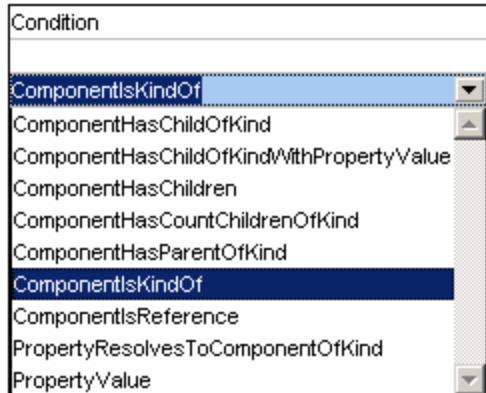 Condition
ComponentIsKindOf
ComponentHasChildOfKind
ComponentHasChildOfKindWithPropertyValue
ComponentHasChildren
ComponentHasCountChildrenOfKind
ComponentHasParentOfKind
ComponentIsKindOf
ComponentIsReference
PropertyResolvesToComponentOfKind
PropertyValue